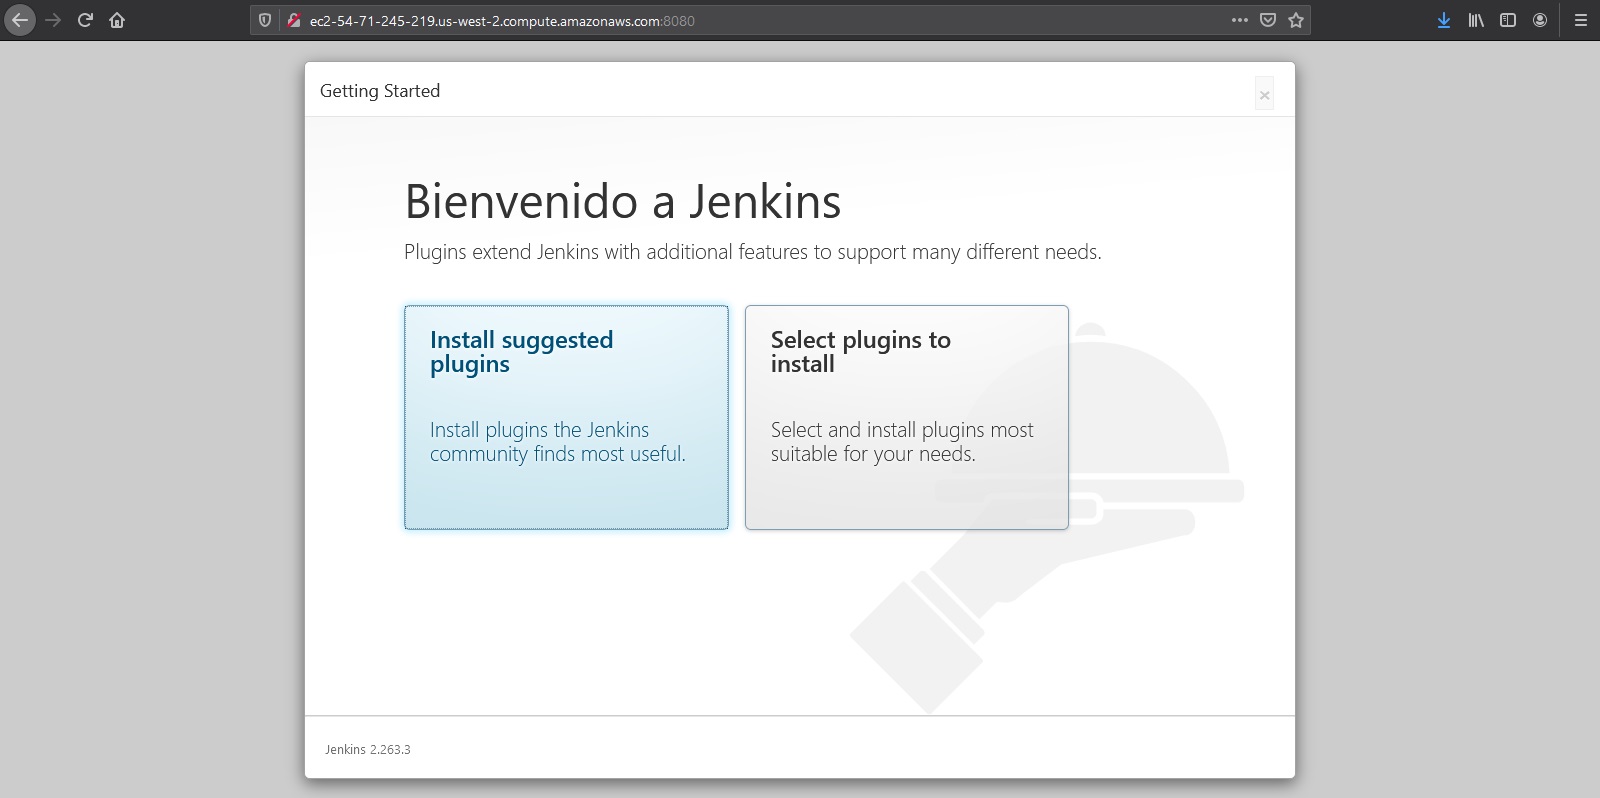 ec2-54-71-245-219.us-west-2.compute.amazonaws.com:8080
Getting Started
×
Bienvenido a Jenkins
Plugins extend Jenkins with additional features to support many different needs.
Install suggested
plugins
Install plugins the Jenkins
community finds most useful.
Select plugins to
install
Select and install plugins most
suitable for your needs.
Jenkins 2.263.3